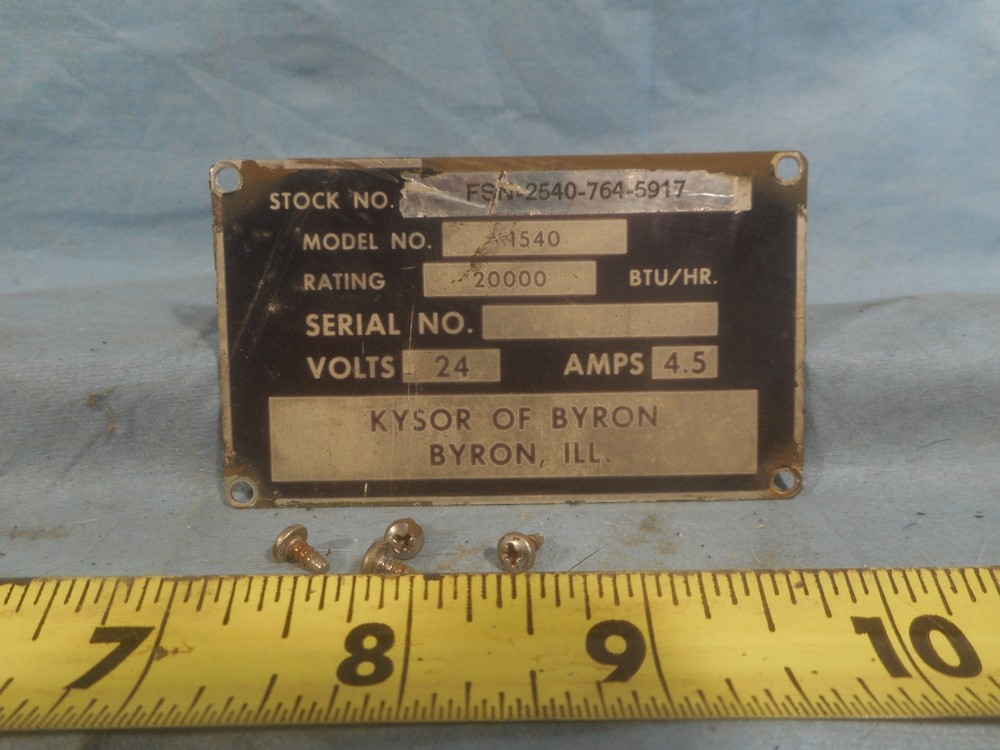 STOCK NO. FSN-2540-764-5917
MODEL NO. 1540
RATING 20000 BTU/HR.
SERIAL NO.
VOLTS 24 AMPS 4.5
KYSOR OF BYRON
BYRON, ILL.
7 8 9 10